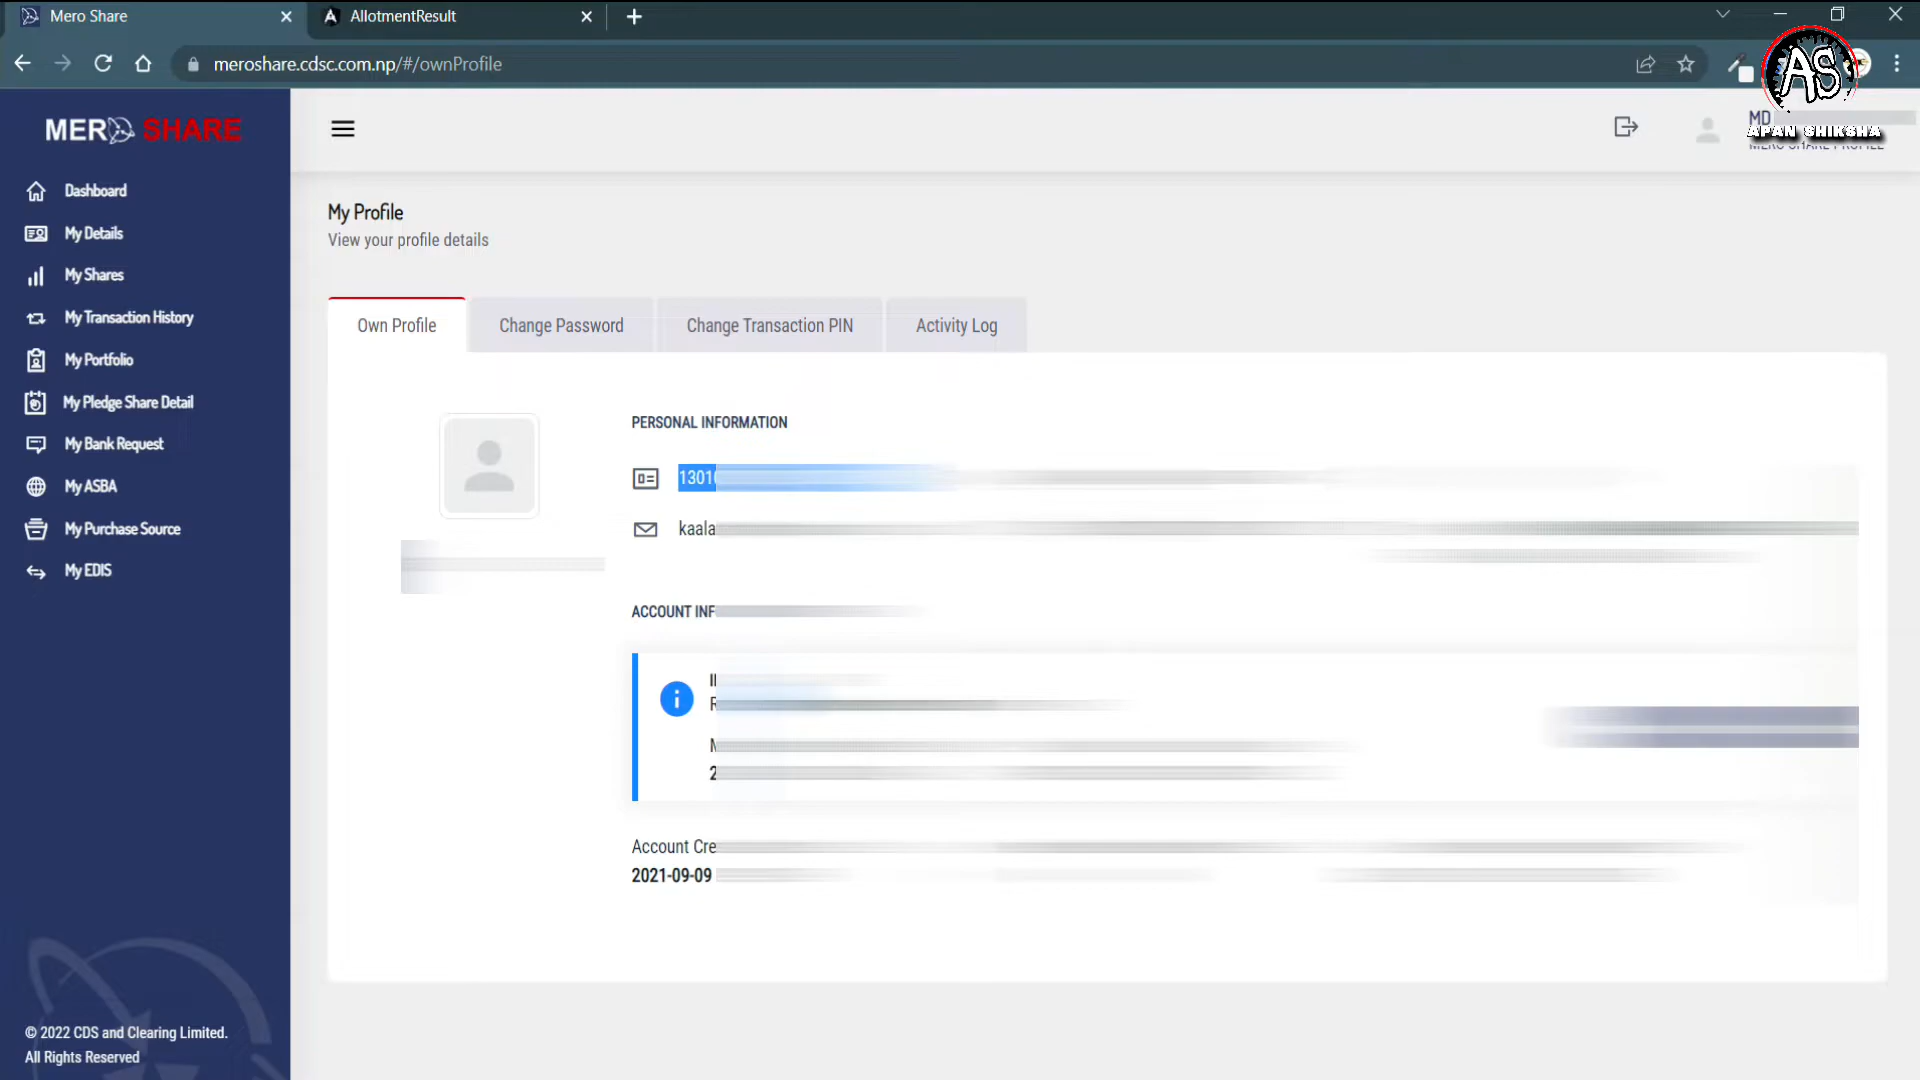 Mero Share
AllotmentResult
meroshare.cdsc.com.np/#/ownProfile
AS
APAN SHIKSHA
MERO SHARE
MD
MERO SHARE PROFILE
Dashboard
My Details
My Shares
My Transaction History
My Portfolio
My Pledge Share Detail
My Bank Request
My ASBA
My Purchase Source
My EDIS
My Profile
View your profile details
Own Profile
Change Password
Change Transaction PIN
Activity Log
PERSONAL INFORMATION
1301
kaala
ACCOUNT INF
Account Cre
2021-09-09
© 2022 CDS and Clearing Limited.
All Rights Reserved